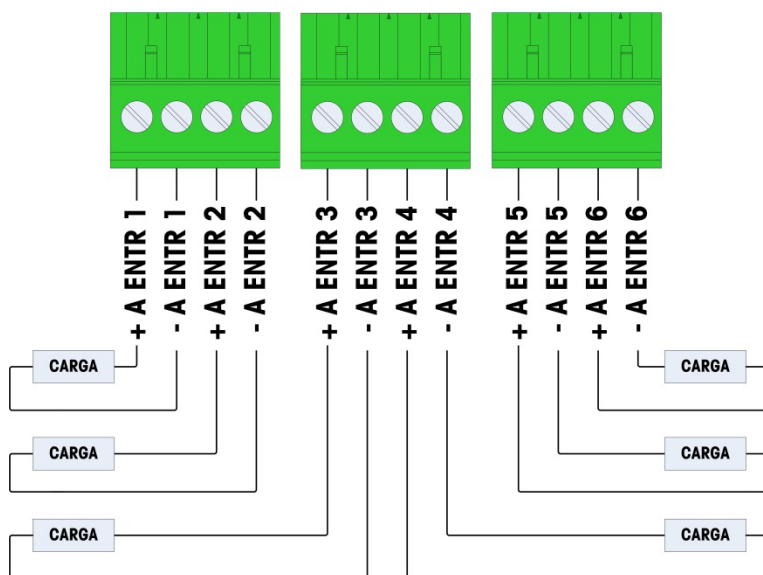 + A ENTR 1
- A ENTR 1
+ A ENTR 2
- A ENTR 2
+ A ENTR 3
- A ENTR 3
+ A ENTR 4
- A ENTR 4
+ A ENTR 5
- A ENTR 5
+ A ENTR 6
- A ENTR 6
CARGA
CARGA
CARGA
CARGA
CARGA
CARGA